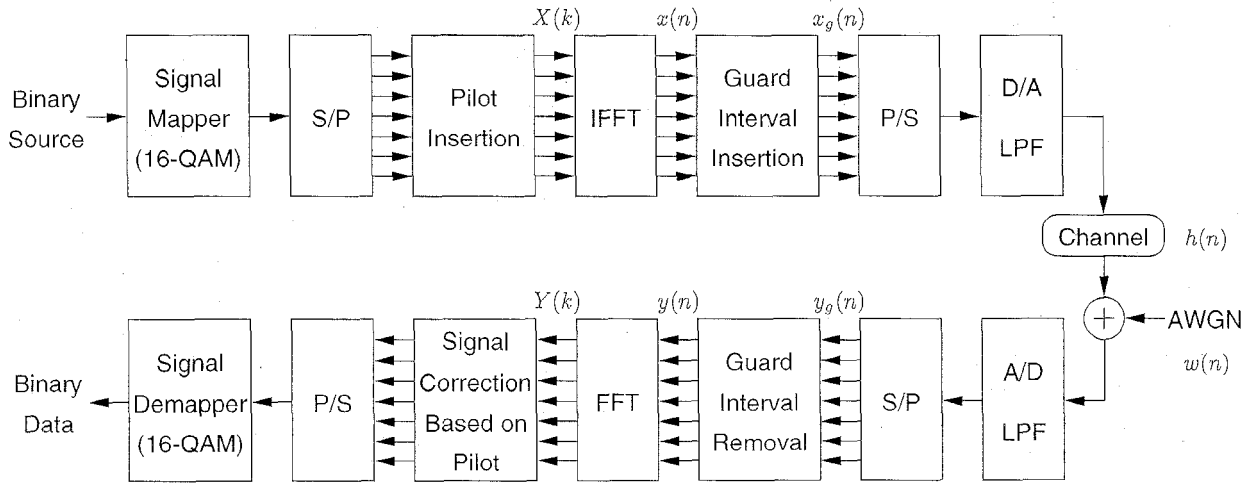 X(k)
x(n)
x_g(n)
Binary
Source
Signal
Mapper
(16-QAM)
S/P
Pilot
Insertion
IFFT
Guard
Interval
Insertion
P/S
D/A
LPF
Channel
h(n)
+
AWGN
w(n)
Y(k)
y(n)
y_g(n)
Binary
Data
Signal
Demapper
(16-QAM)
P/S
Signal
Correction
Based on
Pilot
FFT
Guard
Interval
Removal
S/P
A/D
LPF